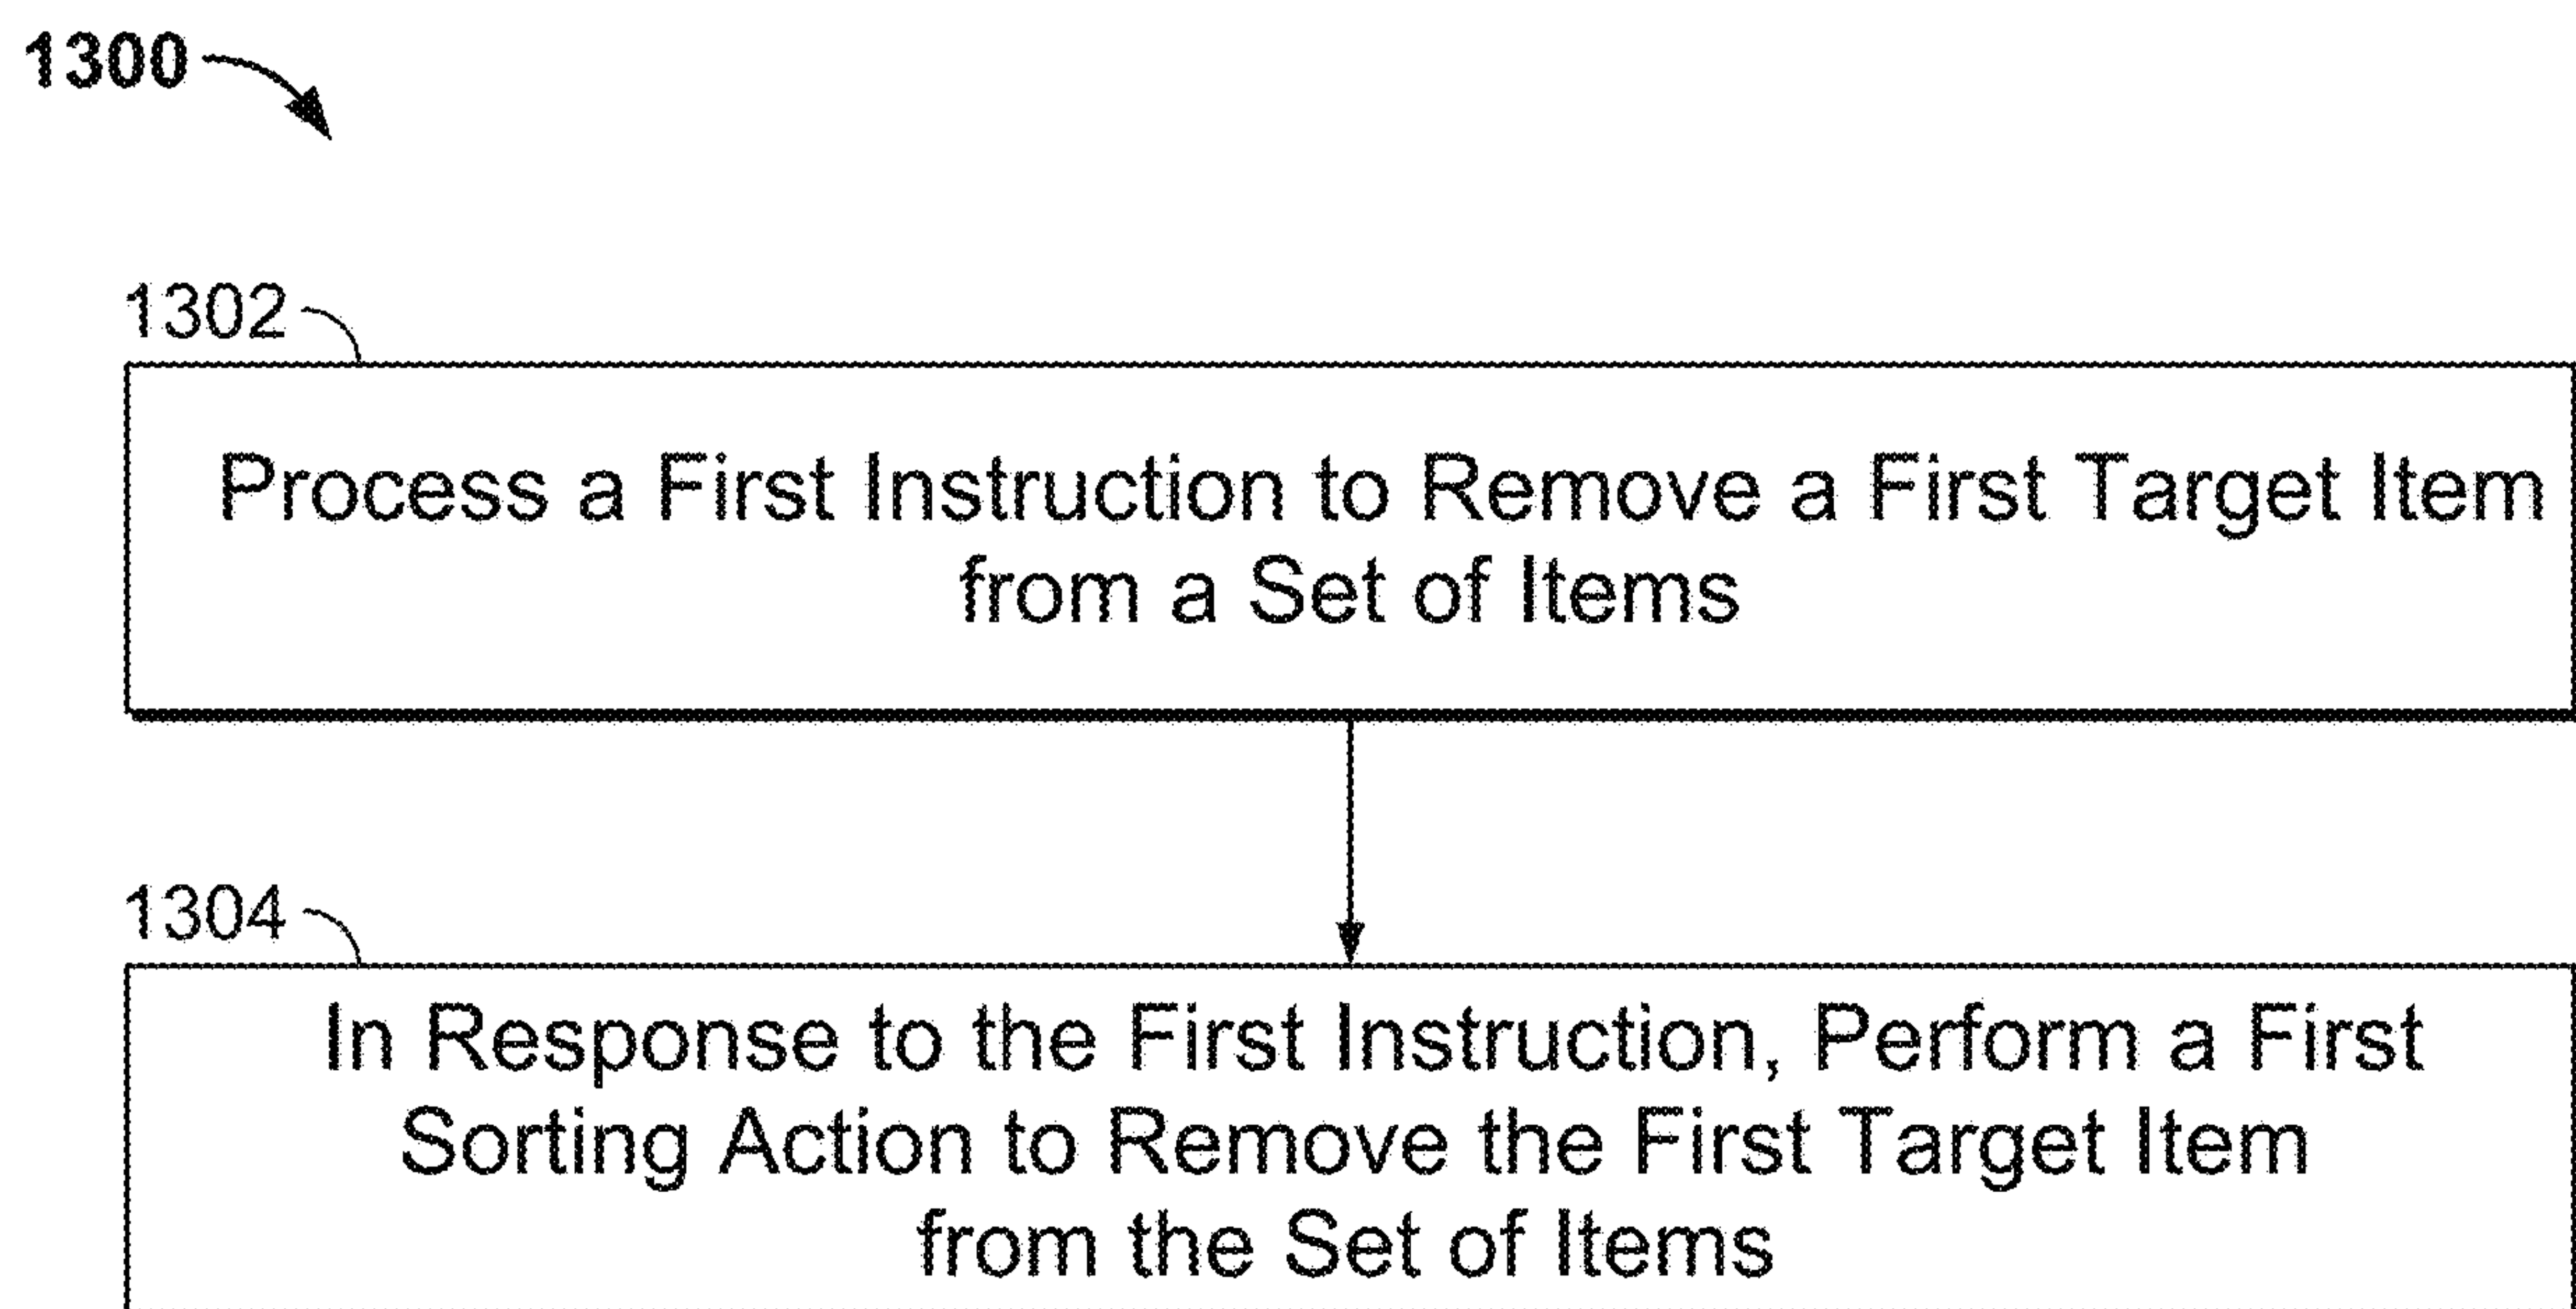 1300
1302
Process a First Instruction to Remove a First Target Item
from a Set of Items
1304
In Response to the First Instruction, Perform a First
Sorting Action to Remove the First Target Item
from the Set of Items